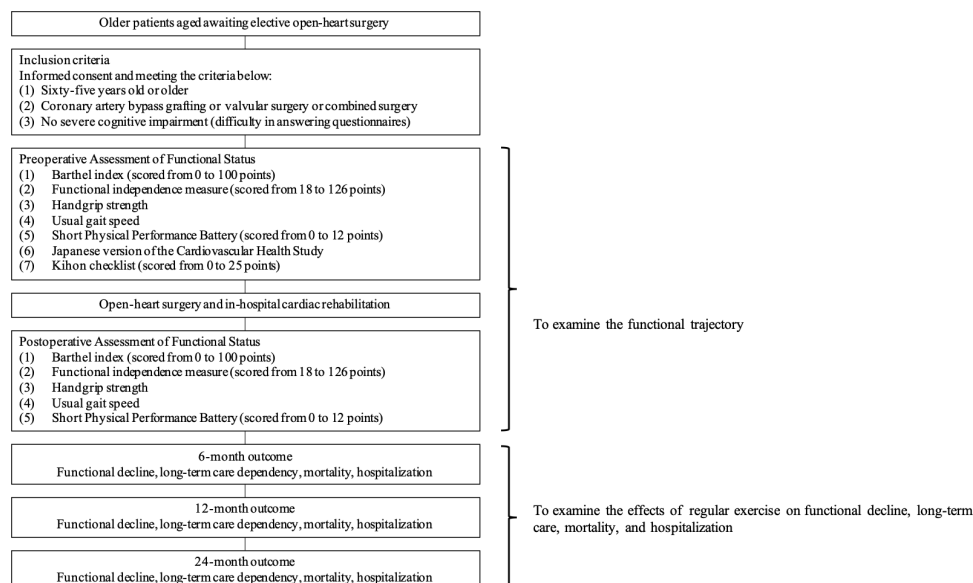 Older patients aged awaiting elective open-heart surgery
Inclusion criteria
Informed consent and meeting the criteria below:
(1) Sixty-five years old or older
(2) Coronary artery bypass grafting or valvular surgery or combined surgery
(3) No severe cognitive impairment (difficulty in answering questionnaires)
Preoperative Assessment of Functional Status
(1) Barthel index (scored from 0 to 100 points)
(2) Functional independence measure (scored from 18 to 126 points)
(3) Handgrip strength
(4) Usual gait speed
(5) Short Physical Performance Battery (scored from 0 to 12 points)
(6) Japanese version of the Cardiovascular Health Study
(7) Kihon checklist (scored from 0 to 25 points)
Open-heart surgery and in-hospital cardiac rehabilitation
To examine the functional trajectory
Postoperative Assessment of Functional Status
(1) Barthel index (scored from 0 to 100 points)
(2) Functional independence measure (scored from 18 to 126 points)
(3) Handgrip strength
(4) Usual gait speed
(5) Short Physical Performance Battery (scored from 0 to 12 points)
6-month outcome
Functional decline, long-term care dependency, mortality, hospitalization
12-month outcome
Functional decline, long-term care dependency, mortality, hospitalization
To examine the effects of regular exercise on functional decline, long-term
care, mortality, and hospitalization
24-month outcome
Functional decline, long-term care dependency, mortality, hospitalization